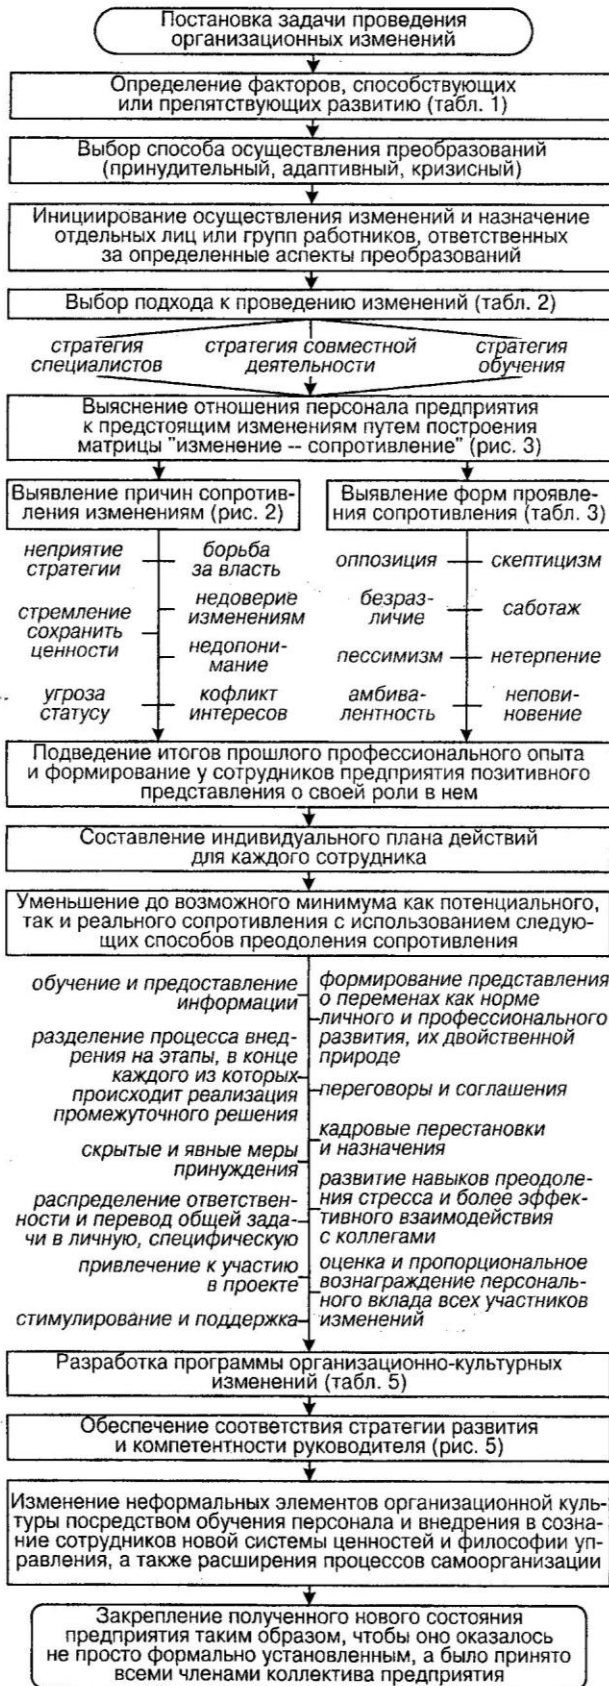 Постановка задачи проведения
организационных изменений
Определение факторов, способствующих
или препятствующих развитию (табл. 1)
Выбор способа осуществления преобразований
(принудительный, адаптивный, кризисный)
Инициирование осуществления изменений и назначение
отдельных лиц или групп работников, ответственных
за определенные аспекты преобразований
Выбор подхода к проведению изменений (табл. 2)
стратегия
специалистов
стратегия совместной
деятельности
стратегия
обучения
Выяснение отношения персонала предприятия
к предстоящим изменениям путем построения
матрицы "изменение -- сопротивление" (рис. 3)
Выявление причин сопротив-
ления изменениям (рис. 2)
неприятие
стратегии
борьба
за власть
стремление
сохранить
ценности
недоверие
изменениям
недопони-
мание
угроза
статусу
кофликт
интересов
Выявление форм проявле-
ния сопротивления (табл. 3)
оппозиция
скептицизм
безраз-
личие
саботаж
пессимизм
нетерпение
амбива-
лентность
непови-
новение
Подведение итогов прошлого профессионального опыта
и формирование у сотрудников предприятия позитивного
представления о своей роли в нем
Составление индивидуального плана действий
для каждого сотрудника
Уменьшение до возможного минимума как потенциального,
так и реального сопротивления с использованием следую-
щих способов преодоления сопротивления
обучение и предоставление
информации
разделение процесса внед-
рения на этапы, в конце
каждого из которых
происходит реализация
промежуточного решения
скрытые и явные меры
принуждения
распределение ответствен-
ности и перевод общей зада-
чи в личную, специфическую
привлечение к участию
в проекте
стимулирование и поддержка
формирование представления
о переменах как норме
личного и профессионального
развития, их двойственной
природе
переговоры и соглашения
кадровые перестановки
и назначения
развитие навыков преодоле-
ния стресса и более эффек-
тивного взаимодействия
с коллегами
оценка и пропорциональное
вознаграждение персональ-
ного вклада всех участников
изменений
Разработка программы организационно-культурных
изменений (табл. 5)
Обеспечение соответствия стратегии развития
и компетентности руководителя (рис. 5)
Изменение неформальных элементов организационной куль-
туры посредством обучения персонала и внедрения в созна-
ние сотрудников новой системы ценностей и философии уп-
равления, а также расширения процессов самоорганизации
Закрепление полученного нового состояния
предприятия таким образом, чтобы оно оказалось
не просто формально установленным, а было принято
всеми членами коллектива предприятия